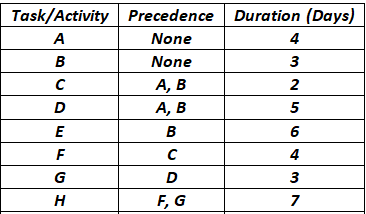 Task/Activity Precedence Duration (Days)
A None 4
B None 3
C A, B 2
D A, B 5
E B 6
F C 4
G D 3
H F, G 7